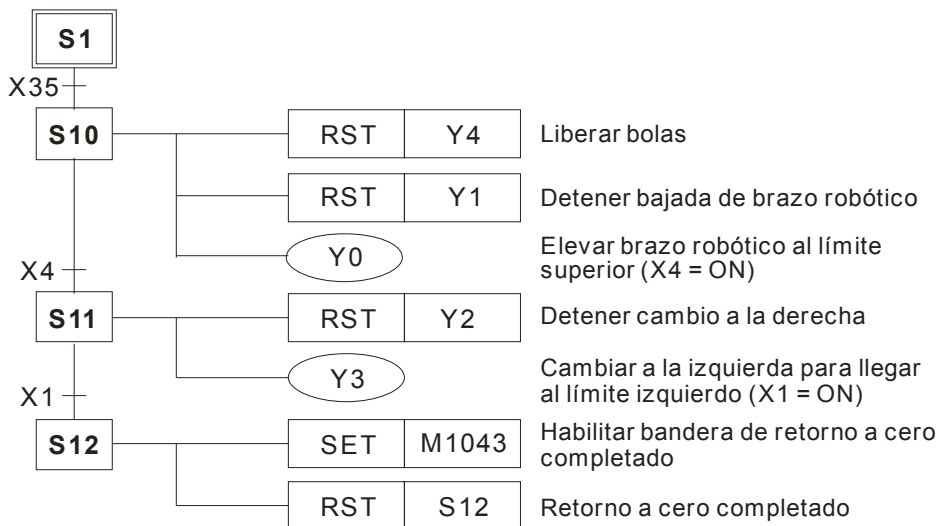 S1
X35
S10
RST Y4 Liberar bolas
RST Y1 Detener bajada de brazo robótico
Y0 Elevar brazo robótico al límite
superior (X4 = ON)
X4
S11
RST Y2 Detener cambio a la derecha
Y3 Cambiar a la izquierda para llegar
al límite izquierdo (X1 = ON)
X1
S12
SET M1043 Habilitar bandera de retorno a cero
completado
RST S12 Retorno a cero completado